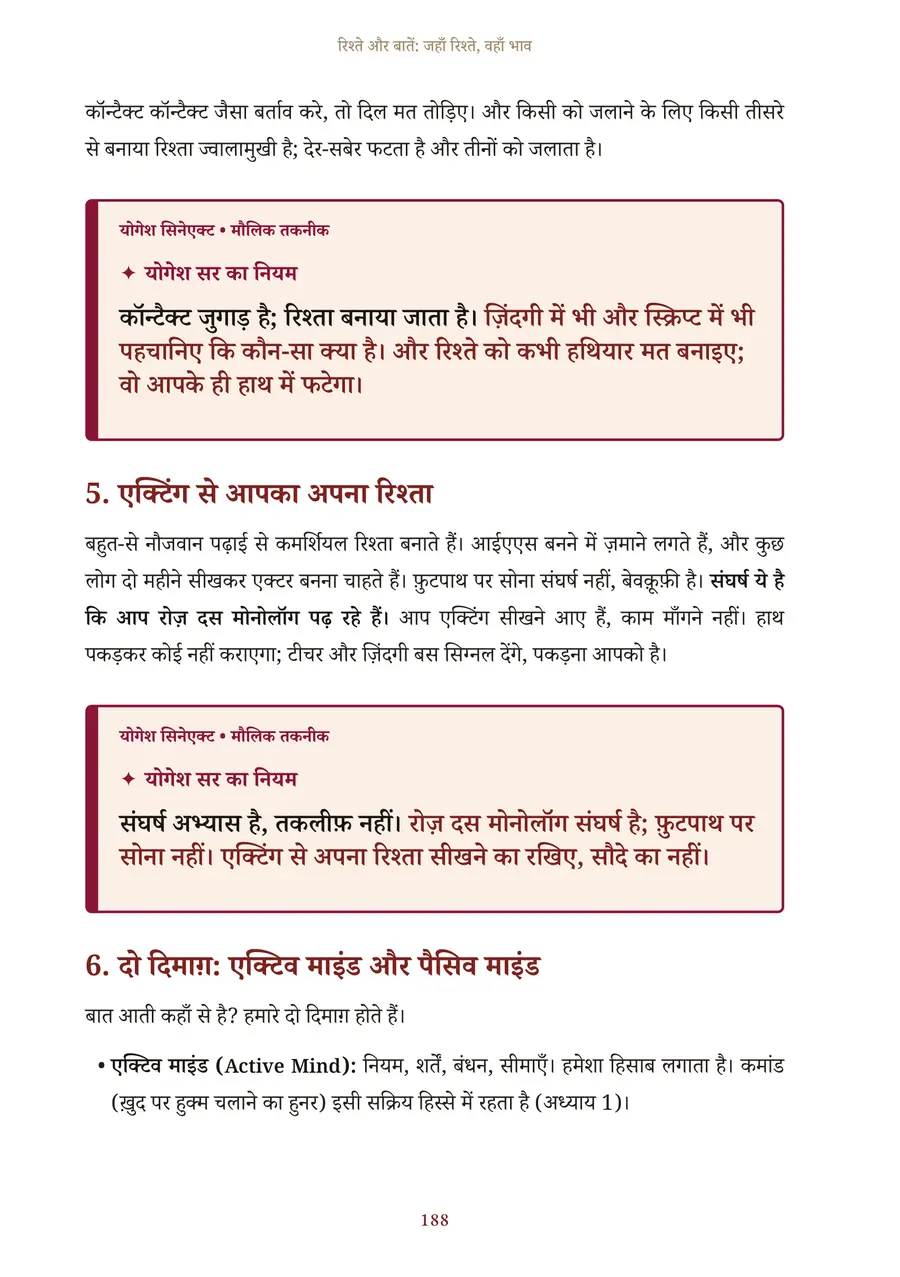 रिश्ते और बातें: जहाँ रिश्ते, वहाँ भाव
कॉन्टैक्ट कॉन्टैक्ट जैसा बर्ताव करे, तो दिल मत तोड़िए। और किसी को जलाने के लिए किसी तीसरे
से बनाया रिश्ता ज्वालामुखी है; देर-सबेर फटता है और तीनों को जलाता है।
योगेश सिनेएक्ट • मौलिक तकनीक
✦ योगेश सर का नियम
कॉन्टैक्ट जुगाड़ है; रिश्ता बनाया जाता है। ज़िंदगी में भी और स्क्रिप्ट में भी
पहचानिए कि कौन-सा क्या है। और रिश्ते को कभी हथियार मत बनाइए;
वो आपके ही हाथ में फटेगा।
5. एक्टिंग से आपका अपना रिश्ता
बहुत-से नौजवान पढ़ाई से कमर्शियल रिश्ता बनाते हैं। आईएएस बनने में ज़माने लगते हैं, और कुछ
लोग दो महीने सीखकर एक्टर बनना चाहते हैं। फ़ुटपाथ पर सोना संघर्ष नहीं, बेवक़ूफ़ी है। संघर्ष ये है
कि आप रोज़ दस मोनोलॉग पढ़ रहे हैं। आप एक्टिंग सीखने आए हैं, काम माँगने नहीं। हाथ
पकड़कर कोई नहीं कराएगा; टीचर और ज़िंदगी बस सिग्नल देंगे, पकड़ना आपको है।
योगेश सिनेएक्ट • मौलिक तकनीक
✦ योगेश सर का नियम
संघर्ष अभ्यास है, तकलीफ़ नहीं। रोज़ दस मोनोलॉग संघर्ष है; फ़ुटपाथ पर
सोना नहीं। एक्टिंग से अपना रिश्ता सीखने का रखिए, सौदे का नहीं।
6. दो दिमाग़: एक्टिव माइंड और पैसिव माइंड
बात आती कहाँ से है? हमारे दो दिमाग़ होते हैं।
• एक्टिव माइंड (Active Mind): नियम, शर्तें, बंधन, सीमाएँ। हमेशा हिसाब लगाता है। कमांड
(ख़ुद पर हुक्म चलाने का हुनर) इसी सक्रिय हिस्से में रहता है (अध्याय 1)।
188